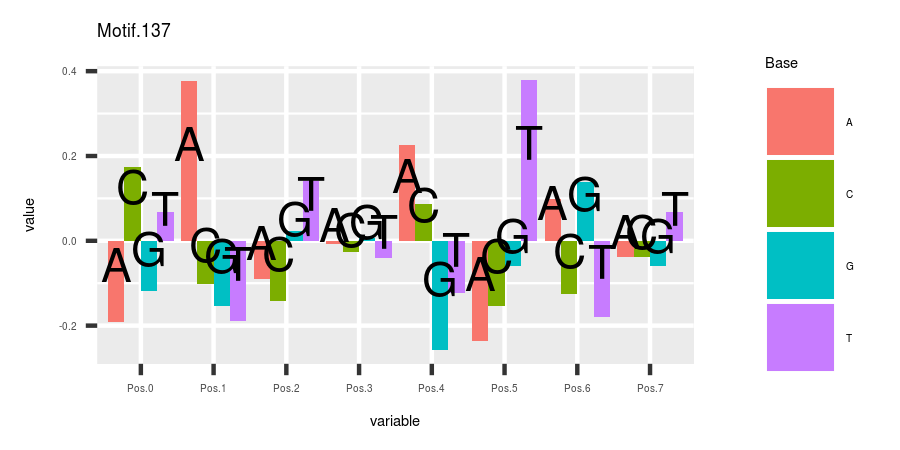 Motif.137
value
0.4
0.2
0.0
-0.2
A C G T A C G T A C G T A C G T A C G T A C G T A C G T A C G T
Pos.0 Pos.1 Pos.2 Pos.3 Pos.4 Pos.5 Pos.6 Pos.7
variable
Base
A
C
G
T